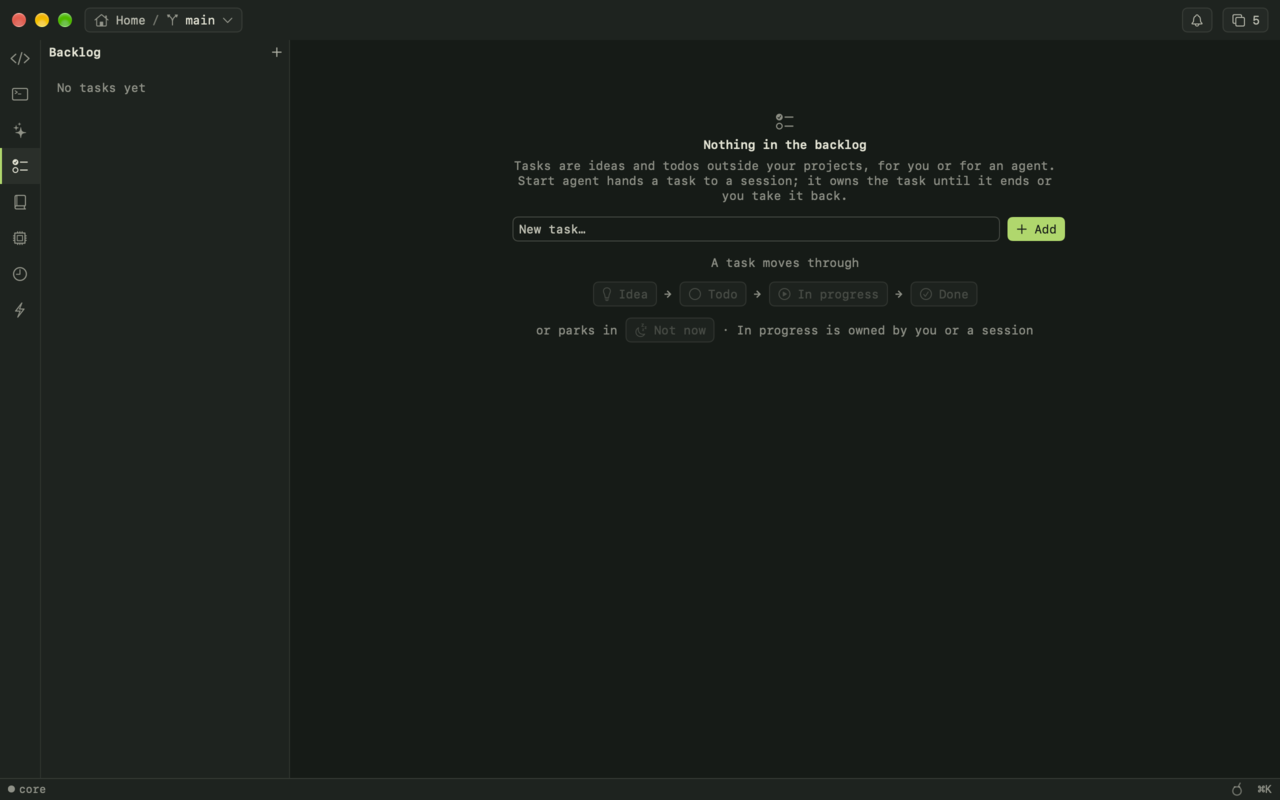 Home / main
5
Backlog
No tasks yet
Nothing in the backlog
Tasks are ideas and todos outside your projects, for you or for an agent.
Start agent hands a task to a session; it owns the task until it ends or
you take it back.
New task…
+ Add
A task moves through
Idea → Todo → In progress → Done
or parks in Not now · In progress is owned by you or a session
core
⌘K